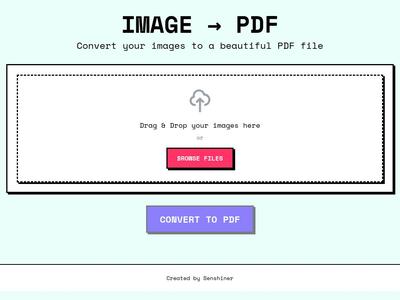 IMAGE → PDF
Convert your images to a beautiful PDF file
Drag & Drop your images here
or
BROWSE FILES
CONVERT TO PDF
Created by Senshiner